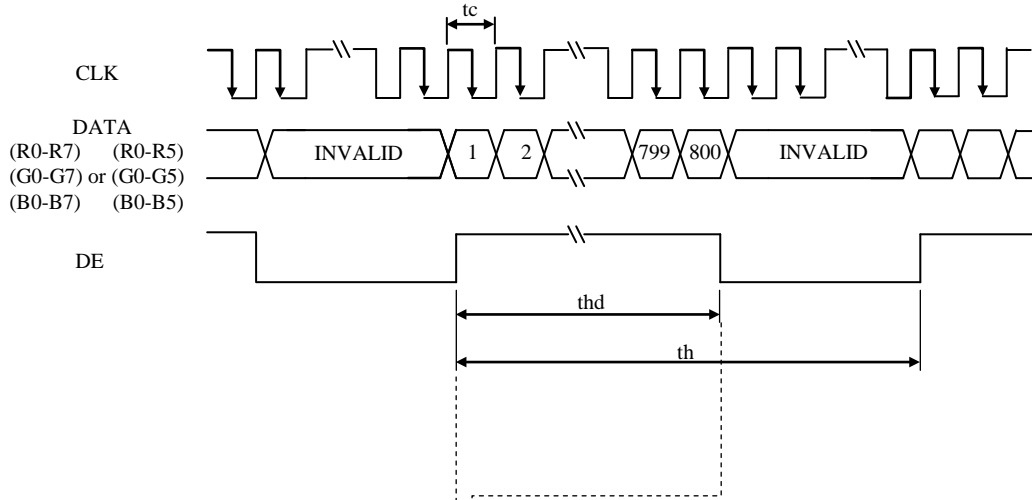 tc
CLK
DATA
(R0-R7) (R0-R5)
(G0-G7) or (G0-G5)
(B0-B7) (B0-B5)
INVALID 1 2 799 800 INVALID
DE
thd
th